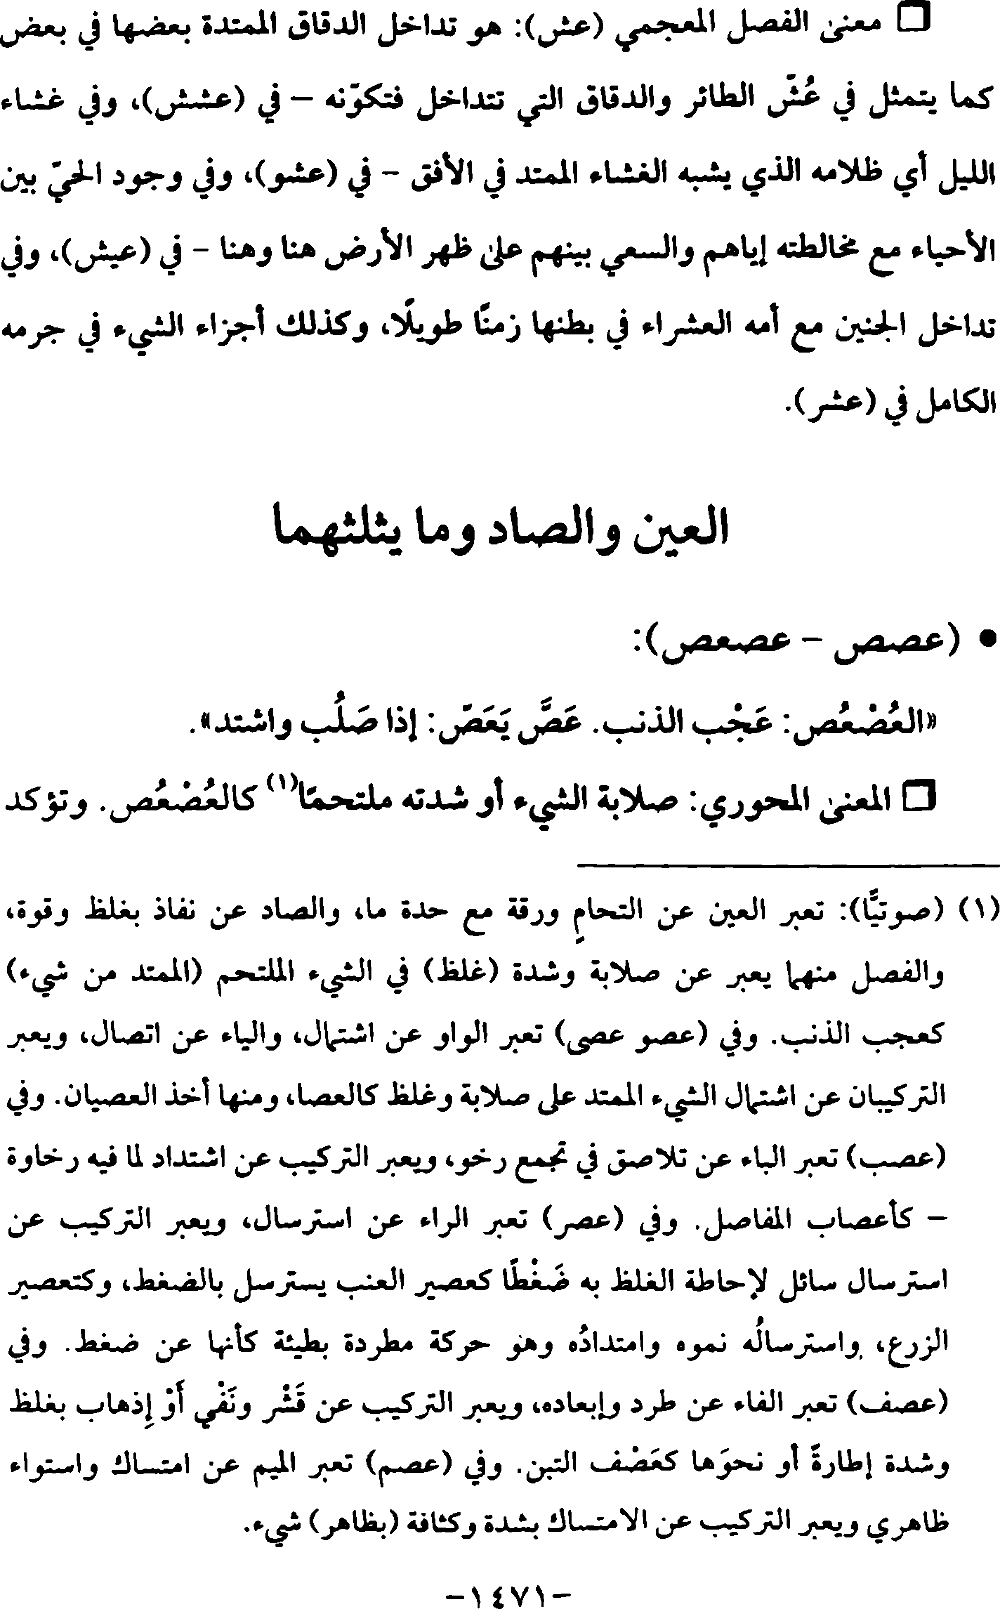 □ معنى الفصل المعجمي (عش): هو تداخل الدقاق الممتدة بعضها في بعض
كما يتمثل في عُشّ الطائر والدقاق التي تتداخل فتكوّنه – في (عشش)، وفي غشاء
الليل أي ظلامه الذي يشبه الغشاء الممتد في الأفق – في (عشو)، وفي وجود الحيّ بين
الأحياء مع مخالطته إياهم والسعي بينهم على ظهر الأرض هنا وهنا – في (عيش)، وفي
تداخل الجنين مع أمه العشراء في بطنها زمنًا طويلًا، وكذلك أجزاء الشيء في جرمه
الكامل في (عشر).
العين والصاد وما يثلثهما
• (عصص – عصعص):
«العُصْعُص: عَجْب الذنب. عَصَّ يَعَصّ: إذا صَلُب واشتد».
□ المعنى المحوري: صلابة الشيء أو شدته ملتحمًا(١) كالعُصْعُص. وتؤكد
(١) (صوتيًّا): تعبر العين عن التحامٍ ورقة مع حدة ما، والصاد عن نفاذ بغلظ وقوة،
والفصل منهما يعبر عن صلابة وشدة (غلظ) في الشيء الملتحم (الممتد من شيء)
كعجب الذنب. وفي (عصو عصى) تعبر الواو عن اشتمال، والياء عن اتصال، ويعبر
التركيبان عن اشتمال الشيء الممتد على صلابة وغلظ كالعصا، ومنها أخذ العصيان. وفي
(عصب) تعبر الباء عن تلاصق في تجمع رخو، ويعبر التركيب عن اشتداد لما فيه رخاوة
– كأعصاب المفاصل. وفي (عصر) تعبر الراء عن استرسال، ويعبر التركيب عن
استرسال سائل لإحاطة الغلظ به ضَغْطًا كعصير العنب يسترسل بالضغط، وكتعصير
الزرع، واسترسالُه نموه وامتدادُه وهو حركة مطردة بطيئة كأنها عن ضغط. وفي
(عصف) تعبر الفاء عن طرد وإبعاده، ويعبر التركيب عن قَشْر ونَفْي أَوْ إِذهاب بغلظ
وشدة إطارةً أو نحوَها كعَصْف التبن. وفي (عصم) تعبر الميم عن امتساك واستواء
ظاهري ويعبر التركيب عن الامتساك بشدة وكثافة (بظاهر) شيء.
–١٤٧١–